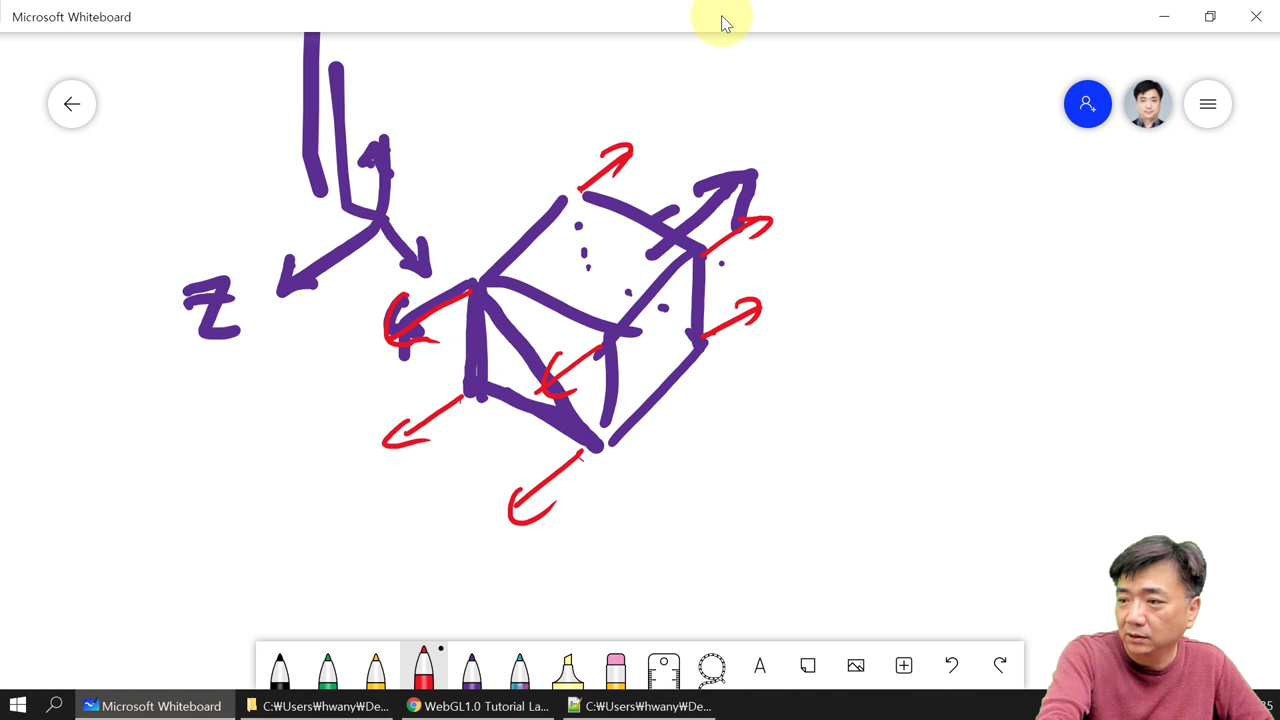 Microsoft Whiteboard
Z
A
Microsoft Whiteboard
C:₩Users₩hwany₩De...
WebGL1.0 Tutorial La...
C:₩Users₩hwany₩De...